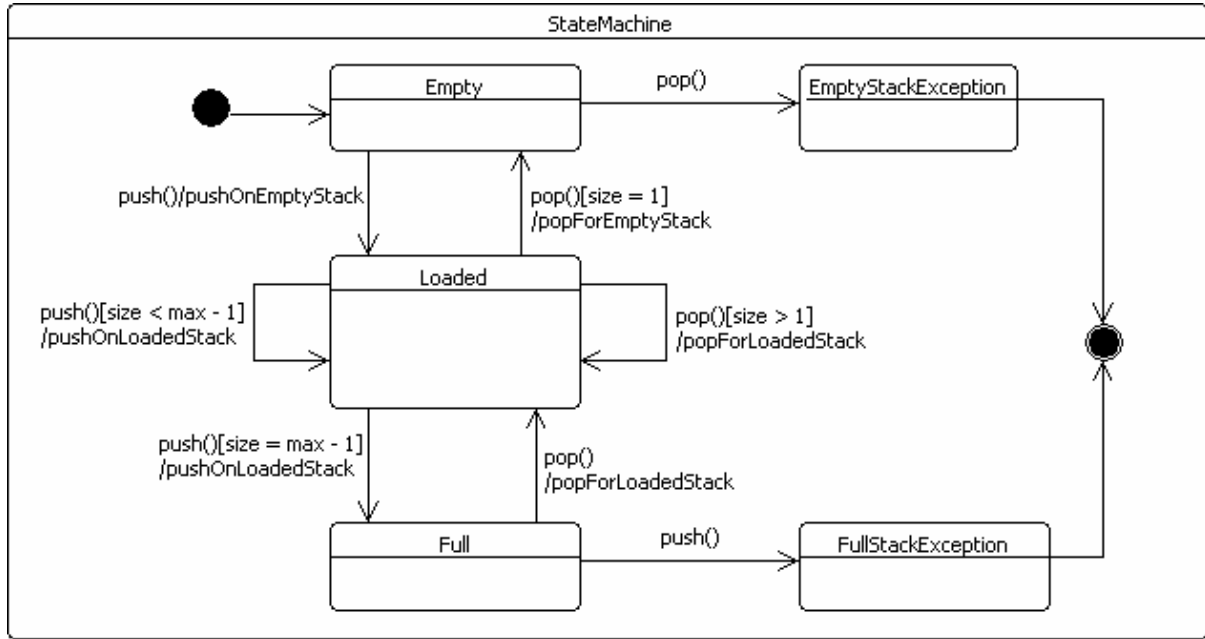 StateMachine
Empty
pop()
EmptyStackException
push()/pushOnEmptyStack
pop()[size = 1]
/popForEmptyStack
Loaded
push()[size < max - 1]
/pushOnLoadedStack
pop()[size > 1]
/popForLoadedStack
push()[size = max - 1]
/pushOnLoadedStack
pop()
/popForLoadedStack
Full
push()
FullStackException